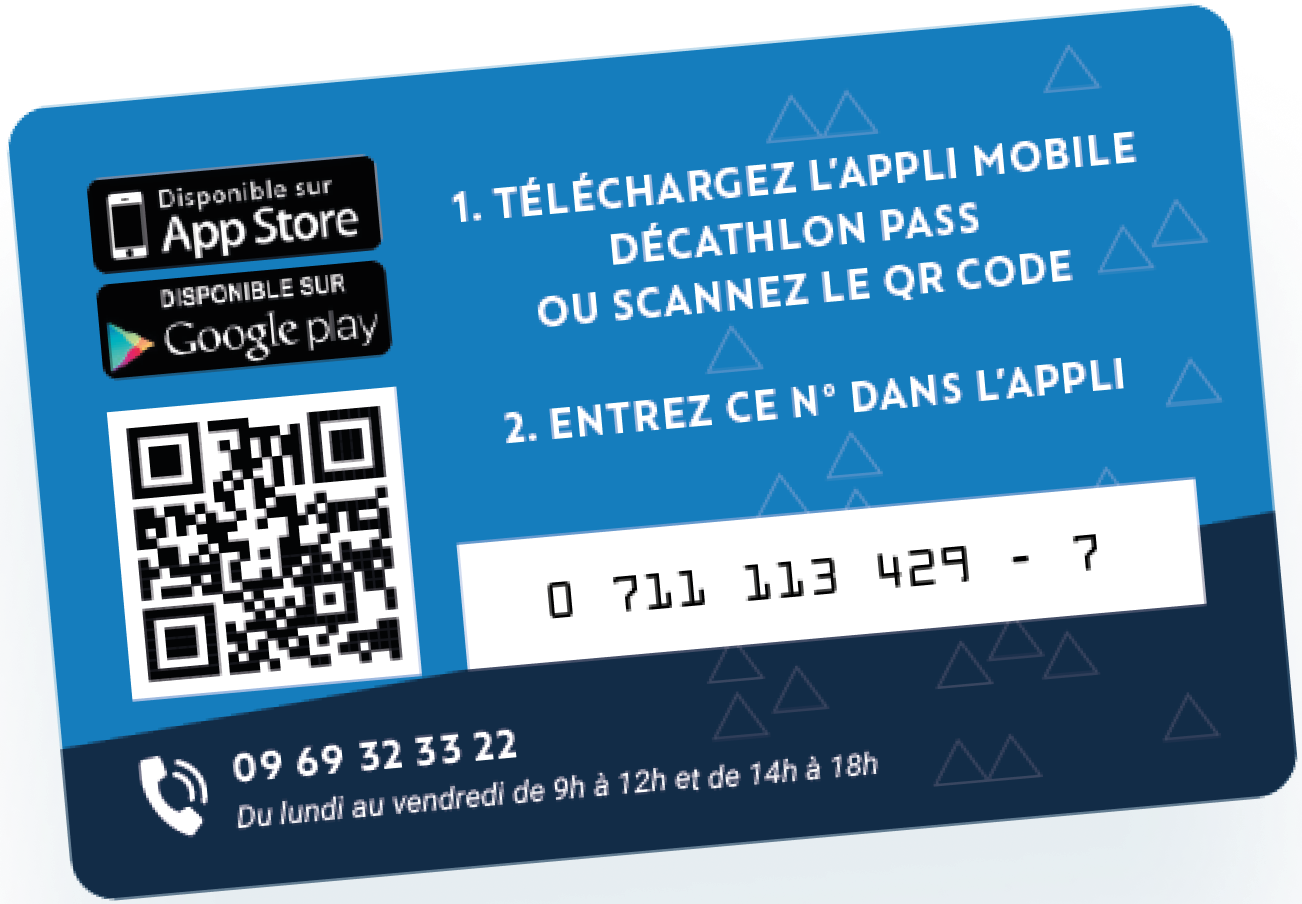 Disponible sur
App Store
DISPONIBLE SUR
Google play
1. TÉLÉCHARGEZ L'APPLI MOBILE
DÉCATHLON PASS
OU SCANNEZ LE QR CODE
2. ENTREZ CE N° DANS L'APPLI
0 711 113 429 - 7
09 69 32 33 22
Du lundi au vendredi de 9h à 12h et de 14h à 18h